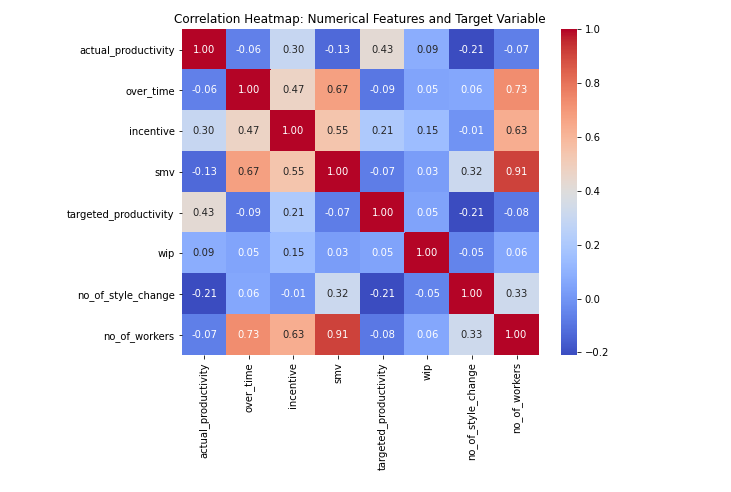 Correlation Heatmap: Numerical Features and Target Variable
actual_productivity 1.00 -0.06 0.30 -0.13 0.43 0.09 -0.21 -0.07
over_time -0.06 1.00 0.47 0.67 -0.09 0.05 0.06 0.73
incentive 0.30 0.47 1.00 0.55 0.21 0.15 -0.01 0.63
smv -0.13 0.67 0.55 1.00 -0.07 0.03 0.32 0.91
targeted_productivity 0.43 -0.09 0.21 -0.07 1.00 0.05 -0.21 -0.08
wip 0.09 0.05 0.15 0.03 0.05 1.00 -0.05 0.06
no_of_style_change -0.21 0.06 -0.01 0.32 -0.21 -0.05 1.00 0.33
no_of_workers -0.07 0.73 0.63 0.91 -0.08 0.06 0.33 1.00
actual_productivity
over_time
incentive
smv
targeted_productivity
wip
no_of_style_change
no_of_workers
1.0
0.8
0.6
0.4
0.2
0.0
−0.2